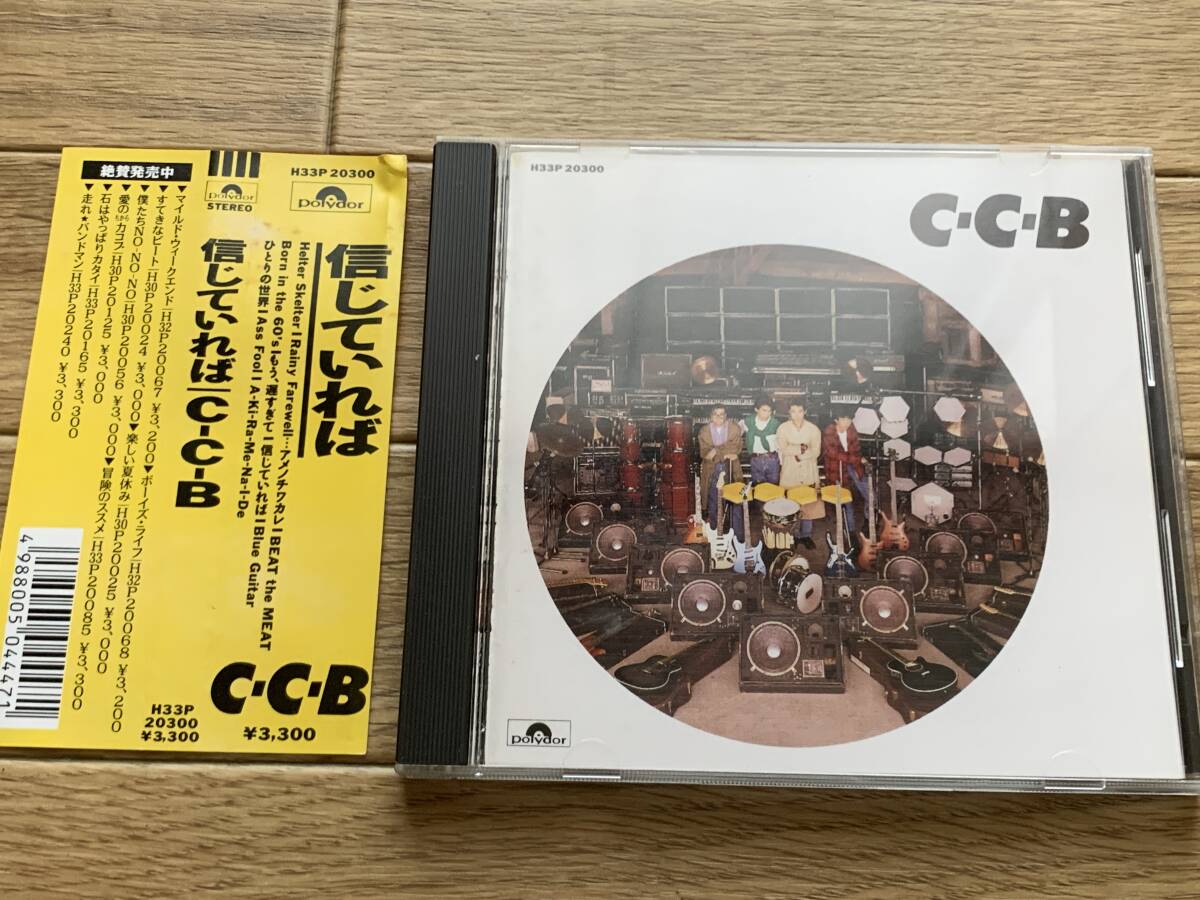 絶賛発売中
▼マイルド・ウィークエンド|H32P20067 ¥3,200▼ボーイズ・ライフ|H32P20068 ¥3,200
▼すてきなビート|H30P20024 ¥3,000▼楽しい夏休み|H30P20025 ¥3,000
▼僕たちNO-NO-NO|H30P20056 ¥3,000▼冒険のススメ|H33P20085 ¥3,300
▼愛の力コブ|H30P20125 ¥3,000
▼石はやっぱりカタイ|H33P20165 ¥3,300
▼走れ★バンドマン|H33P20240 ¥3,300
4988005044471
polydor
STEREO
信じていれば|C-C-B
H33P
20300
¥3,300
H33P 20300
polydor
信じていれば
Helter Skelter|Rainy Farewell…アメノチワカレ|BEAT the MEAT
Born in the 60's|もう、遅すぎて|信じていれば|Blue Guitar
ひとりの世界|Ass Fool|A-Ki-Ra-Me-Na-I-De
C-C-B
¥3,300
H33P 20300
C-C-B
polydor